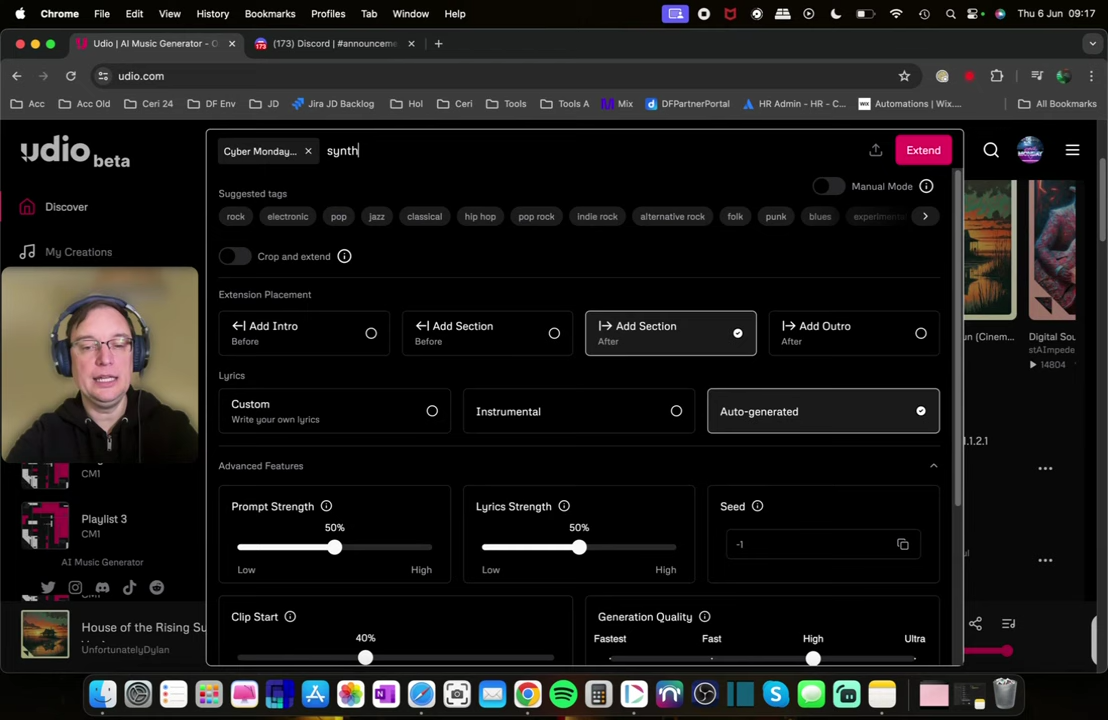 Chrome File Edit View History Bookmarks Profiles Tab Window Help Thu 6 Jun 09:17
Udio | AI Music Generator - O (173) Discord | #announceme
udio.com
Acc Acc Old Ceri 24 DF Env JD Jira JD Backlog Hol Ceri Tools Tools A Mix DFPartnerPortal HR Admin - HR - C... Automations | Wix.... All Bookmarks
udio beta
Cyber Monday... × synth Extend
Suggested tags Manual Mode
rock electronic pop jazz classical hip hop pop rock indie rock alternative rock folk punk blues experimental
Discover
My Creations
Crop and extend
Extension Placement
Add Intro
Before
Add Section
Before
Add Section
After
Add Outro
After
n (Cinem... Digital Sou
stAImpede
14804
Lyrics
Custom
Write your own lyrics
Instrumental
Auto-generated
.1.2.1
Advanced Features
CM1
Playlist 3
CM1
Prompt Strength
50%
Low High
Lyrics Strength
50%
Low High
Seed
-1
AI Music Generator
Clip Start
40%
Generation Quality
Fastest Fast High Ultra
House of the Rising Su
UnfortunatelyDylan